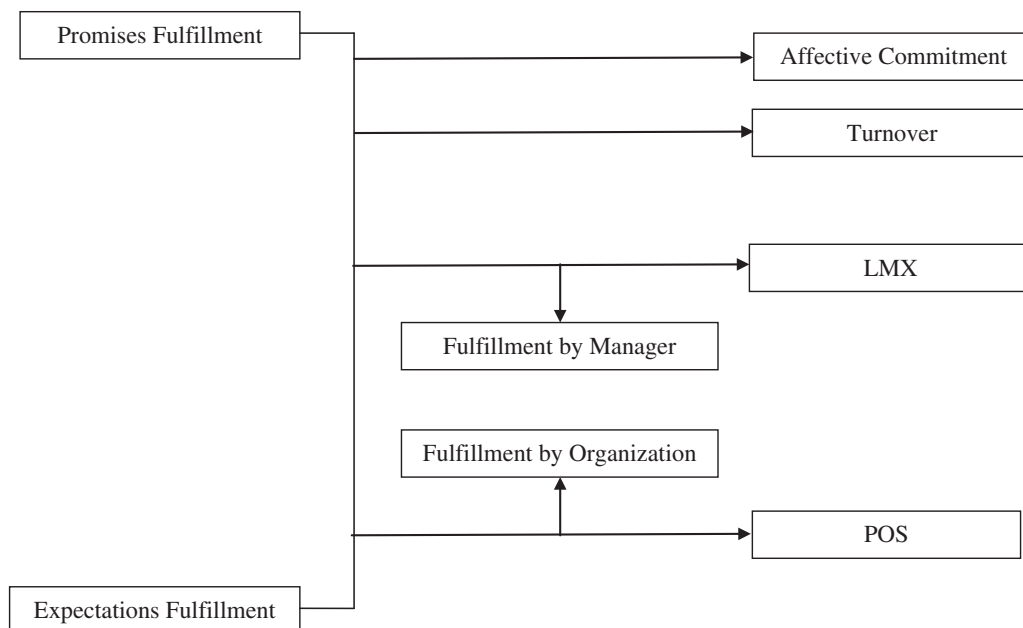 Promises Fulfillment
Affective Commitment
Turnover
LMX
Fulfillment by Manager
Fulfillment by Organization
POS
Expectations Fulfillment